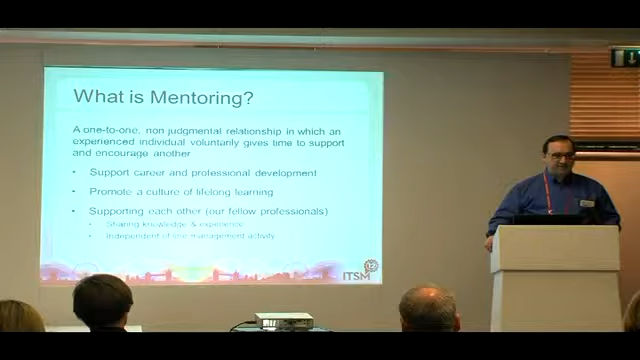 What is Mentoring?
A one-to-one, non judgmental relationship in which an
experienced individual voluntarily gives time to support
and encourage another
• Support career and professional development
• Promote a culture of lifelong learning
• Supporting each other (our fellow professionals)
• Sharing knowledge & experience
• Independent of line management activity
ITSM
12